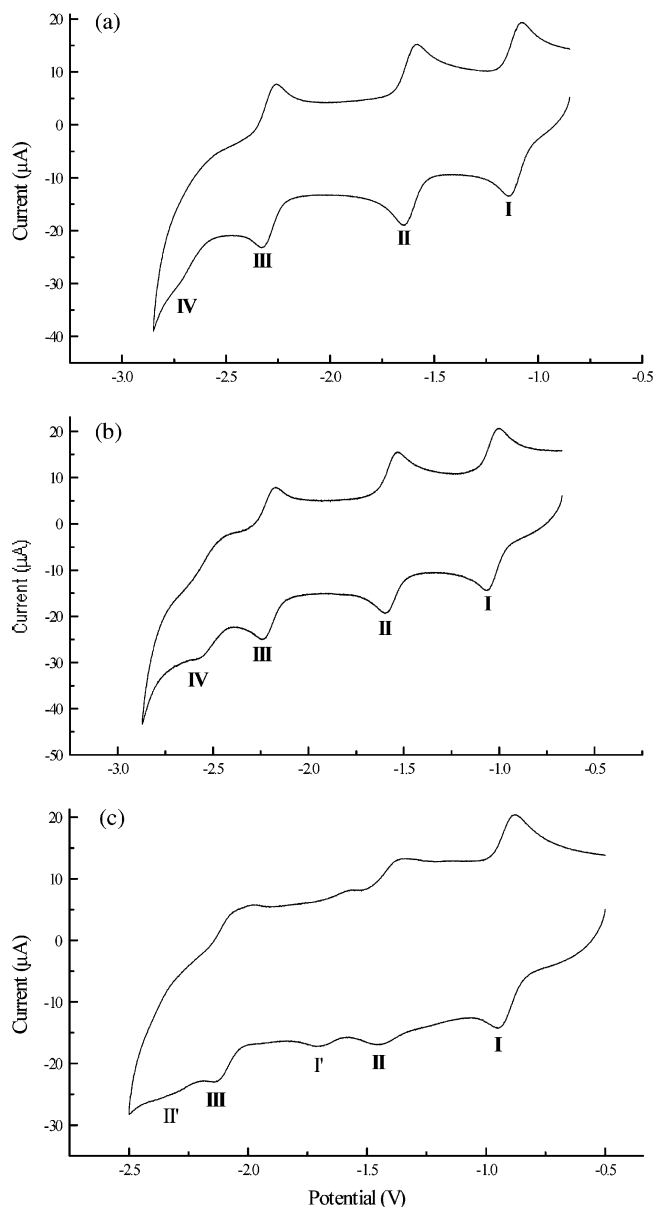 (a)
20
10
0
-10
-20
-30
-40
Current (μA)
I
II
III
IV
-3.0 -2.5 -2.0 -1.5 -1.0 -0.5
(b)
20
10
0
-10
-20
-30
-40
-50
Current (μA)
I
II
III
IV
-3.0 -2.5 -2.0 -1.5 -1.0 -0.5
(c)
20
10
0
-10
-20
-30
Current (μA)
I
I'
II
III
II'
-2.5 -2.0 -1.5 -1.0 -0.5
Potential (V)